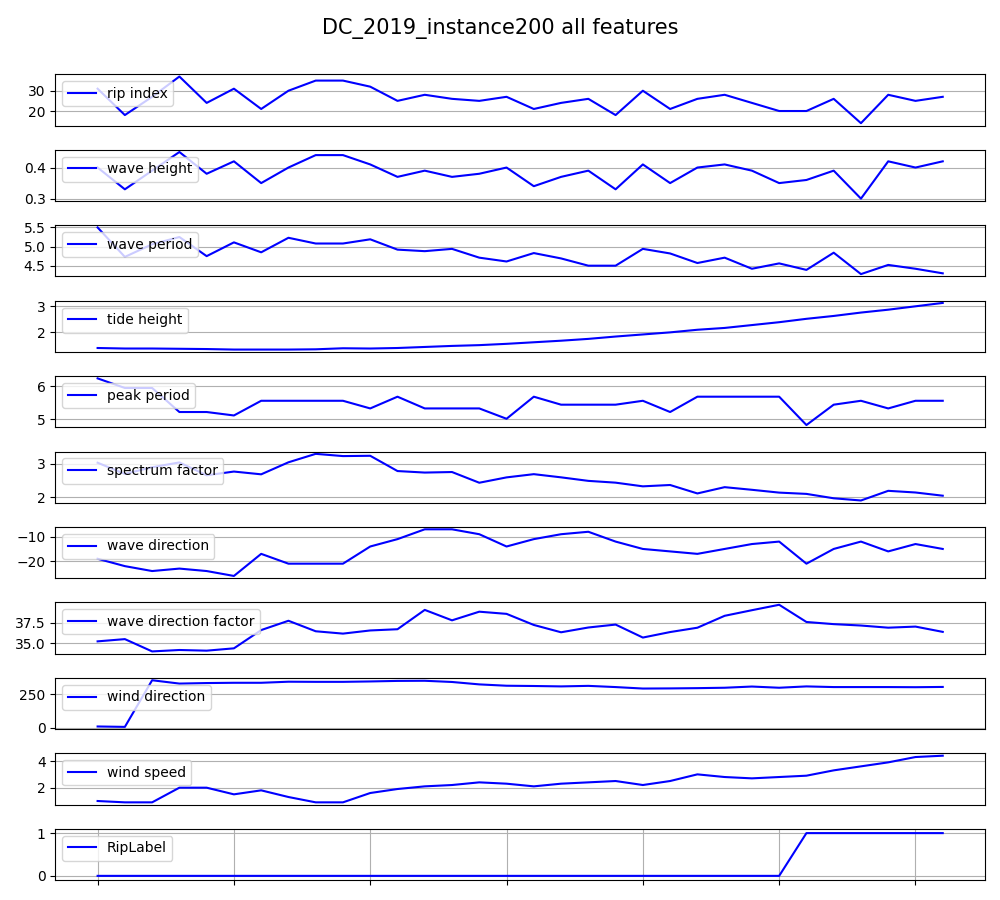 DC_2019_instance200 all features
30
20
rip index
0.4
0.3
wave height
5.5
5.0
4.5
wave period
3
2
tide height
6
5
peak period
3
2
spectrum factor
−10
−20
wave direction
37.5
35.0
wave direction factor
250
0
wind direction
4
2
wind speed
1
0
RipLabel